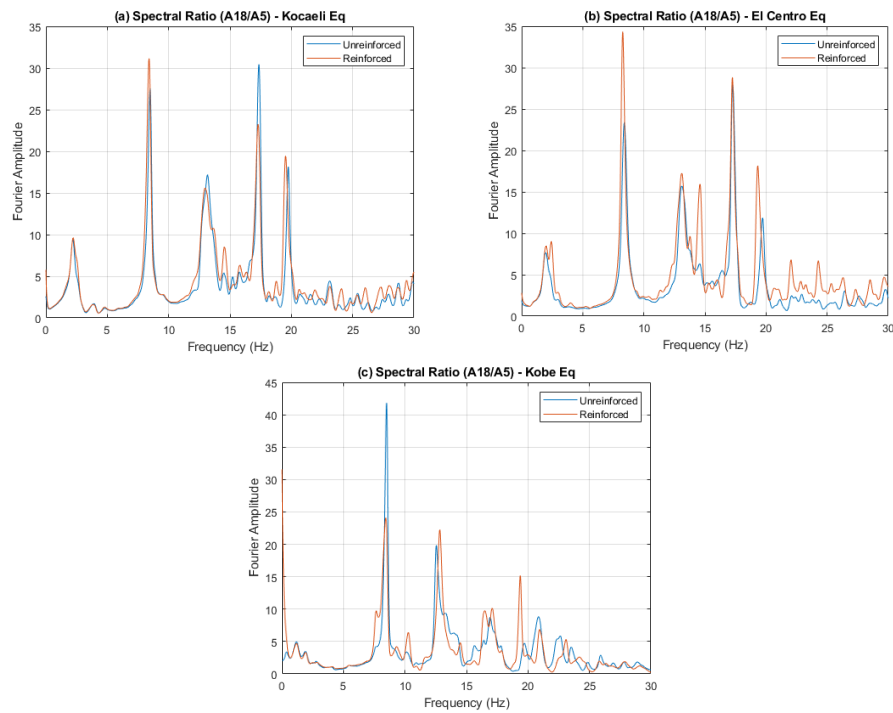 (a) Spectral Ratio (A18/A5) - Kocaeli Eq
Unreinforced
Reinforced
35
30
25
20
15
10
5
0
Fourier Amplitude
0 5 10 15 20 25 30
Frequency (Hz)
(b) Spectral Ratio (A18/A5) - El Centro Eq
Unreinforced
Reinforced
35
30
25
20
15
10
5
0
Fourier Amplitude
0 5 10 15 20 25 30
Frequency (Hz)
(c) Spectral Ratio (A18/A5) - Kobe Eq
Unreinforced
Reinforced
45
40
35
30
25
20
15
10
5
0
Fourier Amplitude
0 5 10 15 20 25 30
Frequency (Hz)